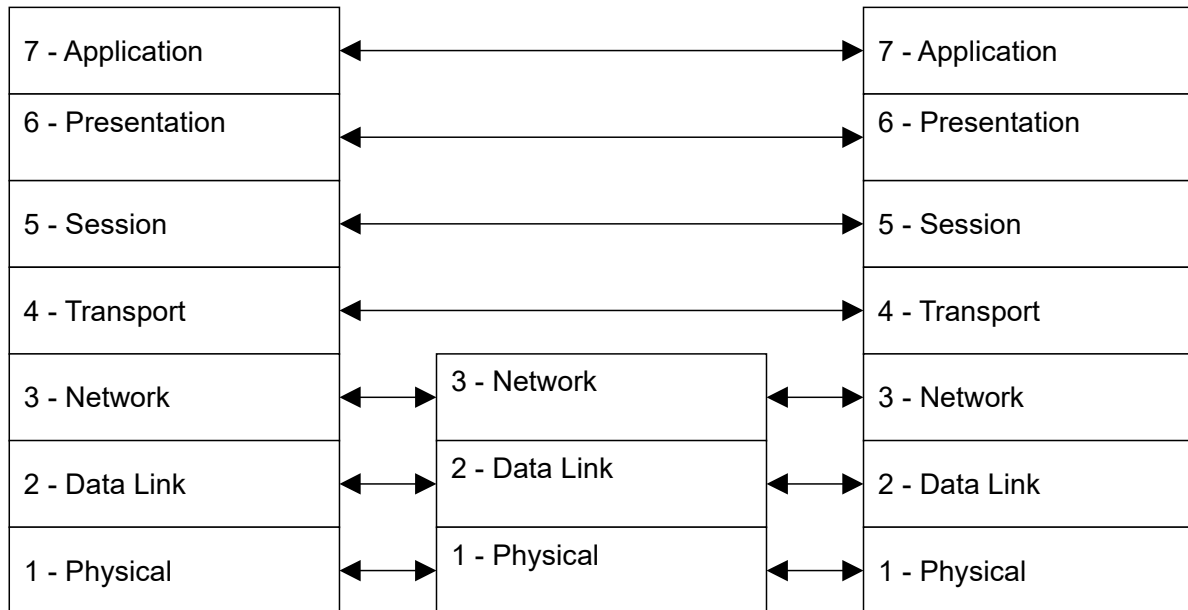 7 - Application
7 - Application
6 - Presentation
6 - Presentation
5 - Session
5 - Session
4 - Transport
4 - Transport
3 - Network
3 - Network
3 - Network
2 - Data Link
2 - Data Link
2 - Data Link
1 - Physical
1 - Physical
1 - Physical